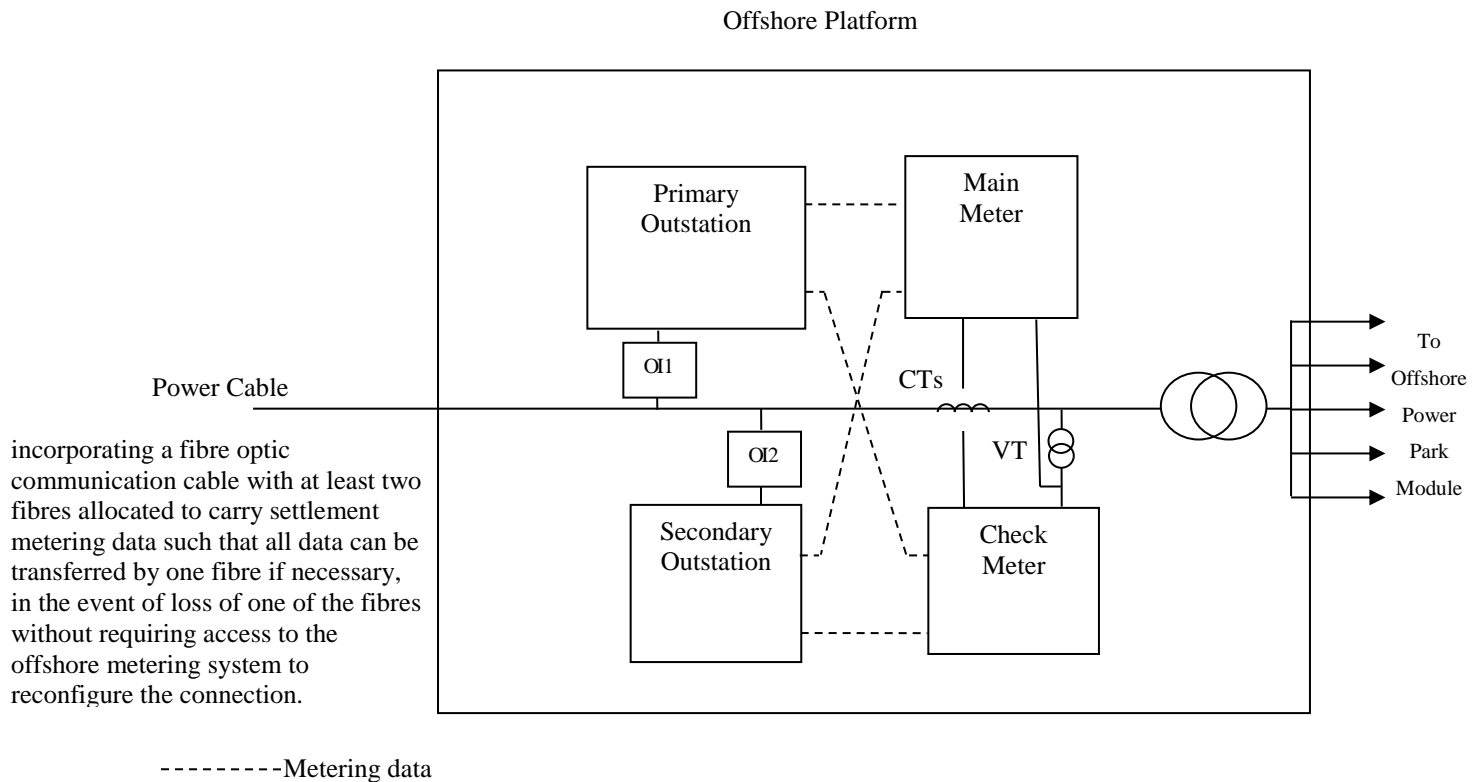 Offshore Platform
Primary
Outstation
Main
Meter
OI1
CTs
Power Cable
To
Offshore
Power
Park
Module
incorporating a fibre optic
communication cable with at least two
fibres allocated to carry settlement
metering data such that all data can be
transferred by one fibre if necessary,
in the event of loss of one of the fibres
without requiring access to the
offshore metering system to
reconfigure the connection.
OI2
VT
Secondary
Outstation
Check
Meter
Metering data